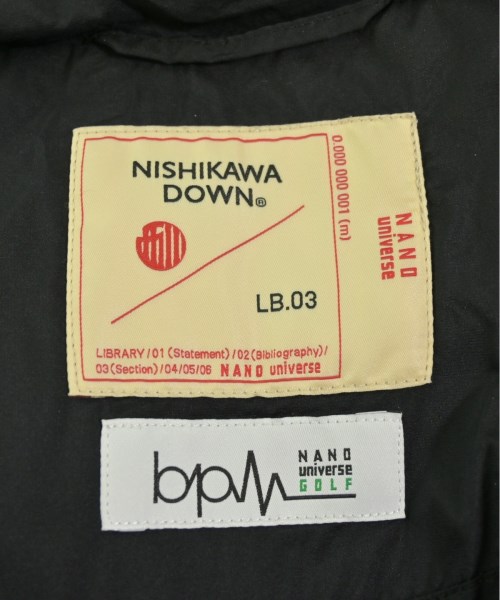 NISHIKAWA
DOWN®
LB.03
LIBRARY/01(Statement)/02(Bibliography)/
03(Section)/04/05/06 NANO universe
0.000 000 001 (m)
NANO
universe
bpm
NANO
universe
GOLF